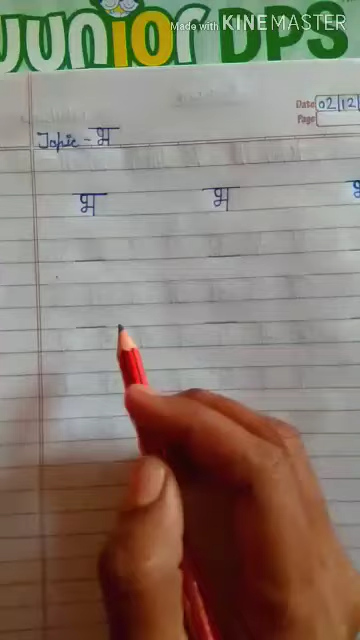 JUNIOR DPS
Made with KINEMASTER
Date 02/12/
Page
Topic - भ
भ भ